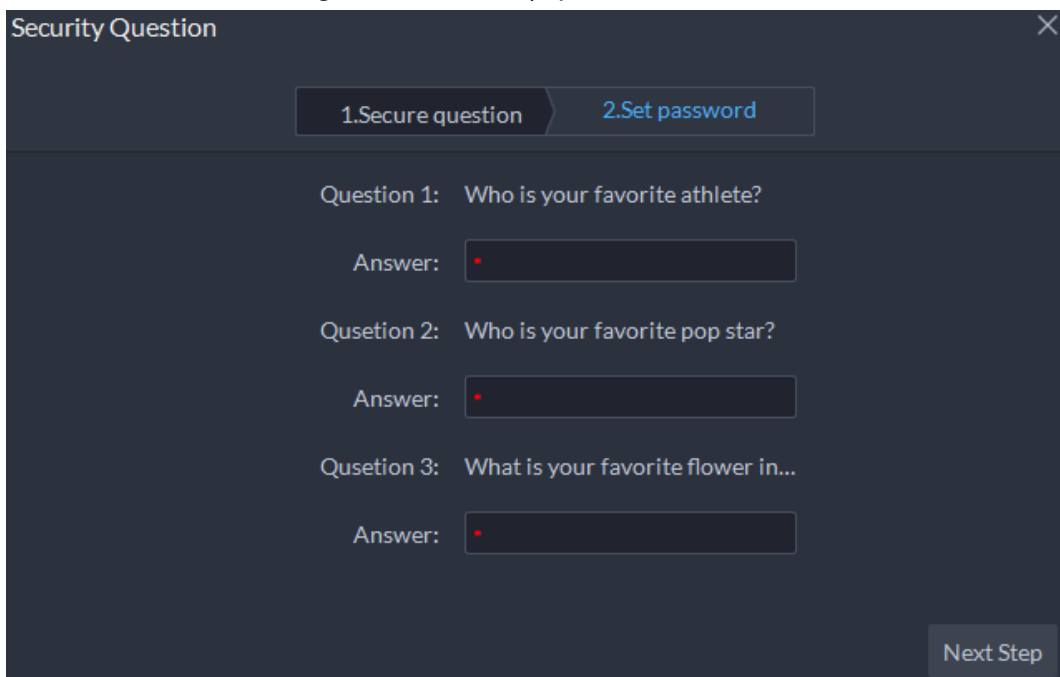 Security Question
1.Secure question
2.Set password
Question 1: Who is your favorite athlete?
Answer:
Qusetion 2: Who is your favorite pop star?
Answer:
Qusetion 3: What is your favorite flower in...
Answer:
Next Step